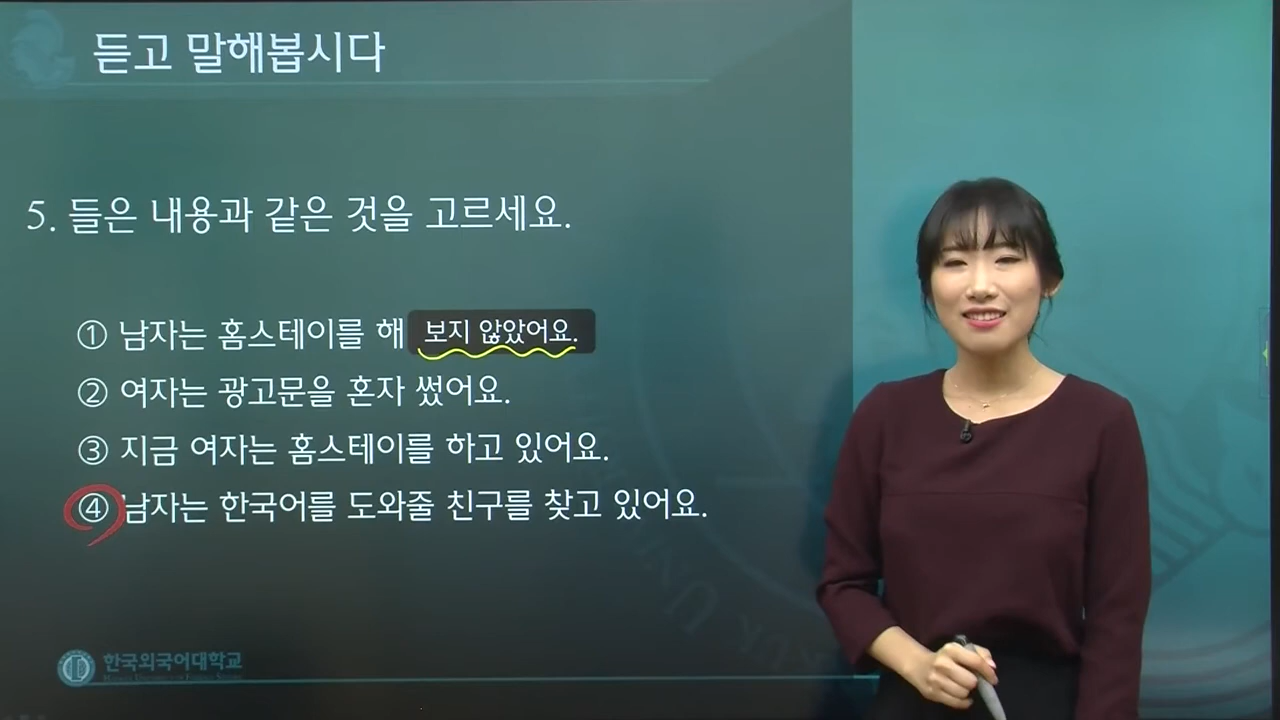 듣고 말해봅시다
5. 들은 내용과 같은 것을 고르세요.
① 남자는 홈스테이를 해 보지 않았어요.
② 여자는 광고문을 혼자 썼어요.
③ 지금 여자는 홈스테이를 하고 있어요.
④ 남자는 한국어를 도와줄 친구를 찾고 있어요.
한국외국어대학교